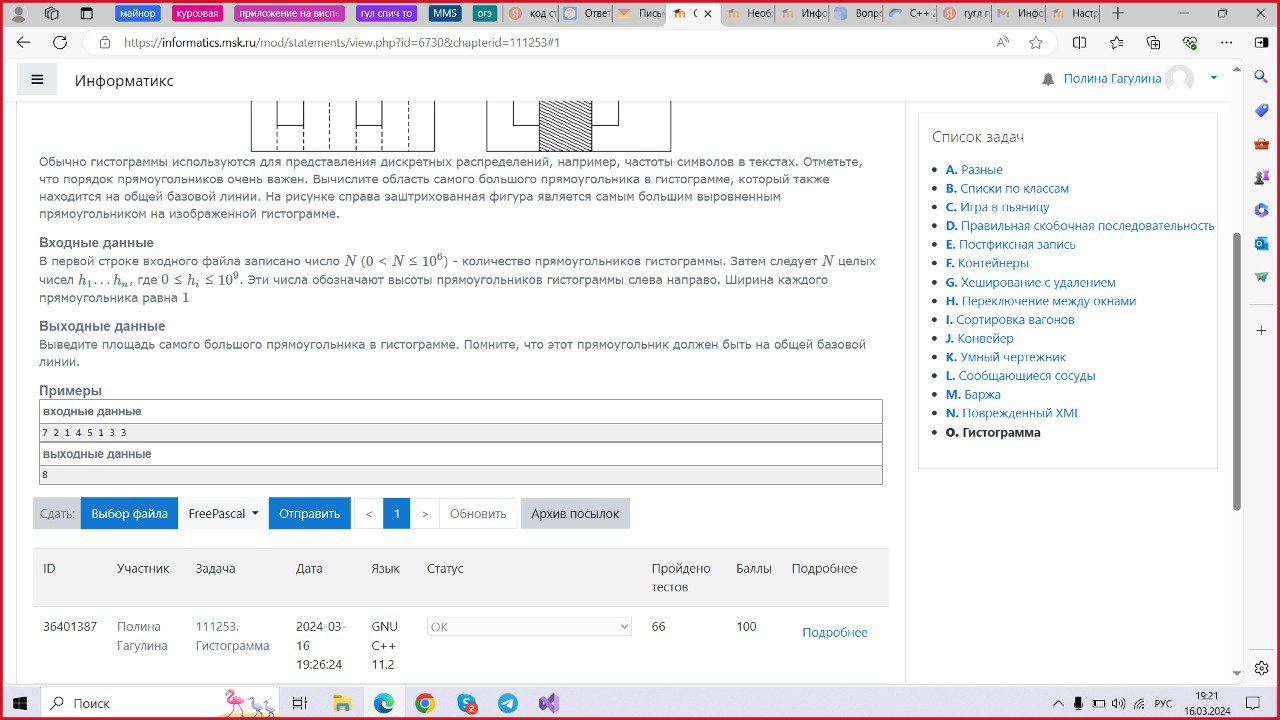 майнор курсовая приложение на виспе гул спич то MMS огэ код с Отве Пись О Необ Инфо Вопр C++ гугл п Инфо Настр
https://informatics.msk.ru/mod/statements/view.php?id=6730&chapterid=111253#1
Информатикс
Полина Гагулина
Обычно гистограммы используются для представления дискретных распределений, например, частоты символов в текстах. Отметьте,
что порядок прямоугольников очень важен. Вычислите область самого большого прямоугольника в гистограмме, который также
находится на общей базовой линии. На рисунке справа заштрихованная фигура является самым большим выровненным
прямоугольником на изображенной гистограмме.
Входные данные
В первой строке входного файла записано число N (0 < N ≤ 10⁶) - количество прямоугольников гистограммы. Затем следует N целых
чисел h₁…hₙ, где 0 ≤ hᵢ ≤ 10⁹. Эти числа обозначают высоты прямоугольников гистограммы слева направо. Ширина каждого
прямоугольника равна 1
Выходные данные
Выведите площадь самого большого прямоугольника в гистограмме. Помните, что этот прямоугольник должен быть на общей базовой
линии.
Примеры
входные данные
7 2 1 4 5 1 3 3
выходные данные
8
Сдать: Выбор файла FreePascal Отправить < 1 > Обновить Архив посылок
ID Участник Задача Дата Язык Статус Пройдено тестов Баллы Подробнее
36401387 Полина Гагулина 111253. Гистограмма 2024-03-16 19:26:24 GNU C++ 11.2 OK 66 100 Подробнее
Список задач
A. Разные
B. Списки по классам
C. Игра в пьяницу
D. Правильная скобочная последовательность
E. Постфиксная запись
F. Контейнеры
G. Хеширование с удалением
H. Переключение между окнами
I. Сортировка вагонов
J. Конвейер
K. Умный чертежник
L. Сообщающиеся сосуды
M. Баржа
N. Поврежденный XML
O. Гистограмма
Поиск
РУС
19:21
16.03.2024